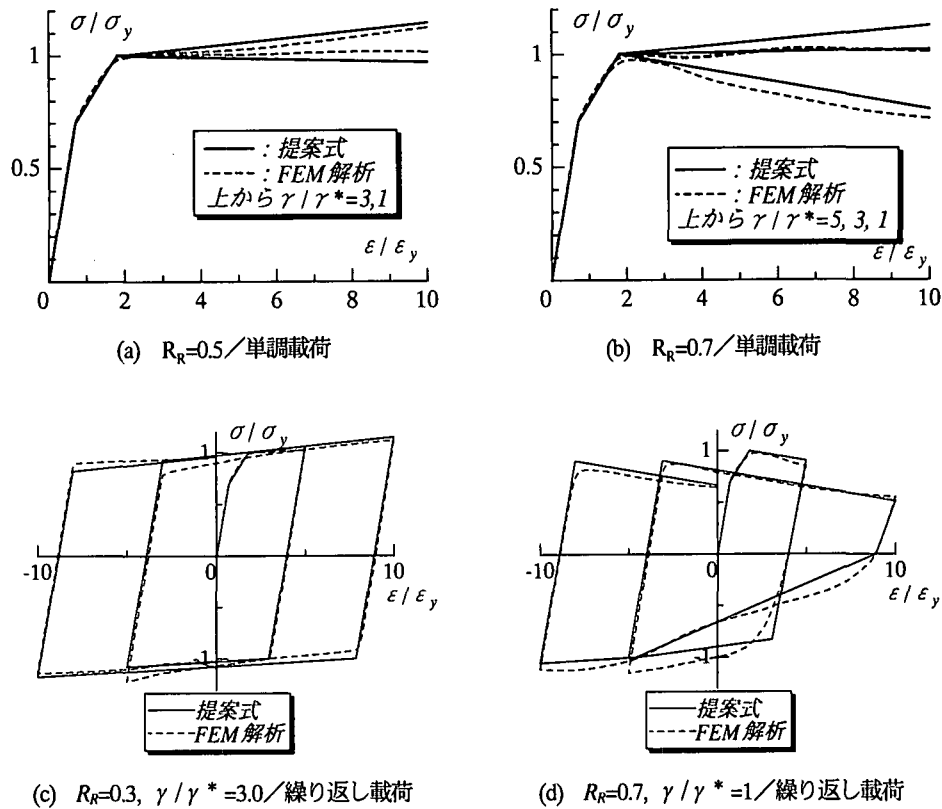 σ/σy
1
0.5
0 2 4 6 8 10
ε/εy
: 提案式
: FEM解析
上からγ/γ*=3,1
(a) RR=0.5/単調載荷
σ/σy
1
0.5
0 2 4 6 8 10
ε/εy
: 提案式
: FEM解析
上からγ/γ*=5, 3, 1
(b) RR=0.7/単調載荷
σ/σy
1
-10 0 10
ε/εy
-1
提案式
FEM解析
(c) RR=0.3, γ/γ* =3.0/繰り返し載荷
σ/σy
1
-10 0 10
ε/εy
-1
提案式
FEM解析
(d) RR=0.7, γ/γ* =1/繰り返し載荷